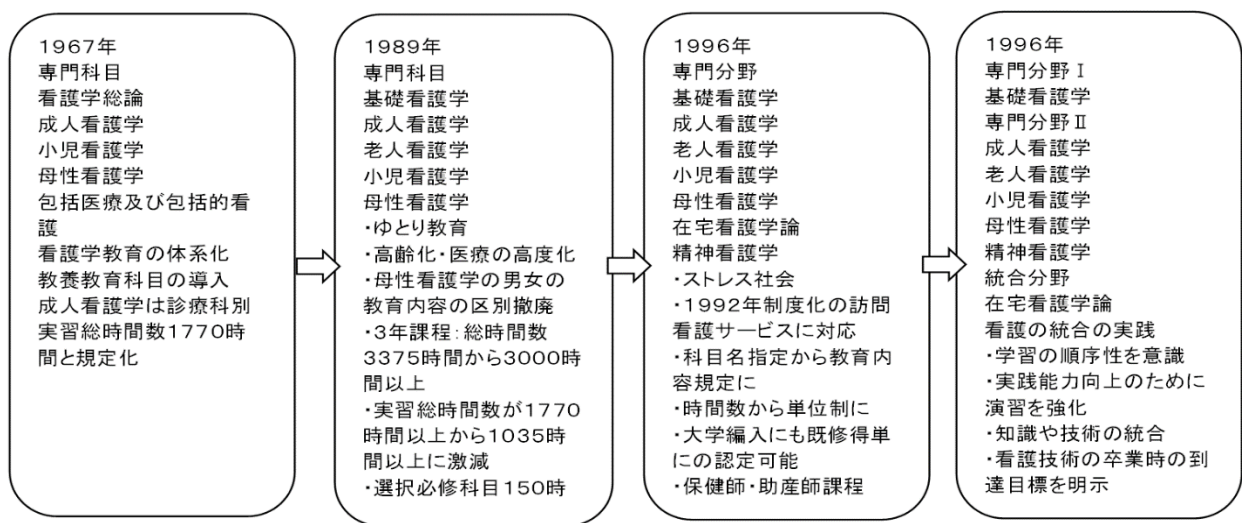 1967年
専門科目
看護学総論
成人看護学
小児看護学
母性看護学
包括医療及び包括的看
護
看護学教育の体系化
教養教育科目の導入
成人看護学は診療科別
実習総時間数1770時
間と規定化
1989年
専門科目
基礎看護学
成人看護学
老人看護学
小児看護学
母性看護学
・ゆとり教育
・高齢化・医療の高度化
・母性看護学の男女の
教育内容の区別撤廃
・3年課程：総時間数
3375時間から3000時
間以上
・実習総時間数が1770
時間以上から1035時
間以上に激減
・選択必修科目150時
1996年
専門分野
基礎看護学
成人看護学
老人看護学
小児看護学
母性看護学
在宅看護学論
精神看護学
・ストレス社会
・1992年制度化の訪問
看護サービスに対応
・科目名指定から教育内
容規定に
・時間数から単位制に
・大学編入にも既修得単
にの認定可能
・保健師・助産師課程
1996年
専門分野Ⅰ
基礎看護学
専門分野Ⅱ
成人看護学
老人看護学
小児看護学
母性看護学
精神看護学
統合分野
在宅看護学論
看護の統合の実践
・学習の順序性を意識
・実践能力向上のために
演習を強化
・知識や技術の統合
・看護技術の卒業時の到
達目標を明示